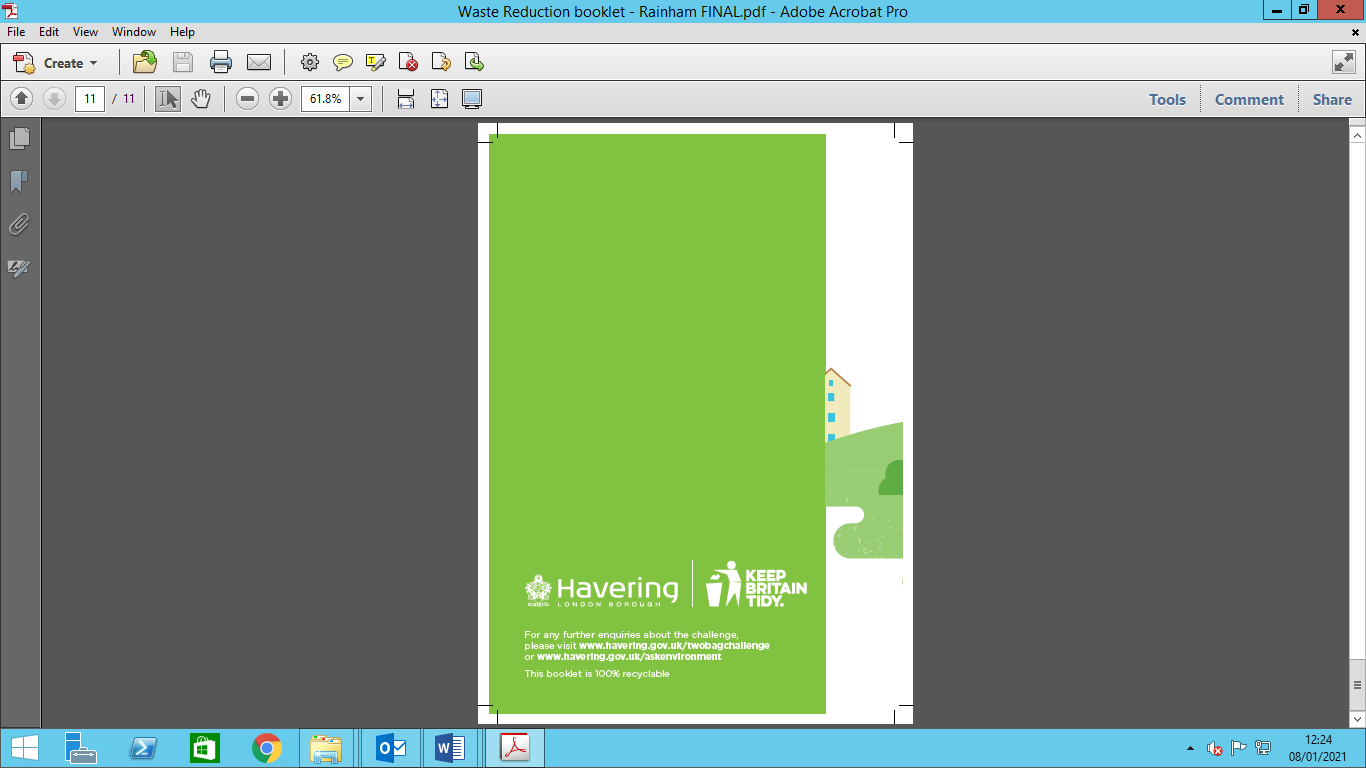 Waste Reduction booklet - Rainham FINAL.pdf - Adobe Acrobat Pro
File Edit View Window Help
Create
11 / 11 61.8% Tools Comment Share
Havering
LONDON BOROUGH
KEEP
BRITAIN
TIDY.
For any further enquiries about the challenge,
please visit www.havering.gov.uk/twobagchallenge
or www.havering.gov.uk/askenvironment
This booklet is 100% recyclable
12:24
08/01/2021